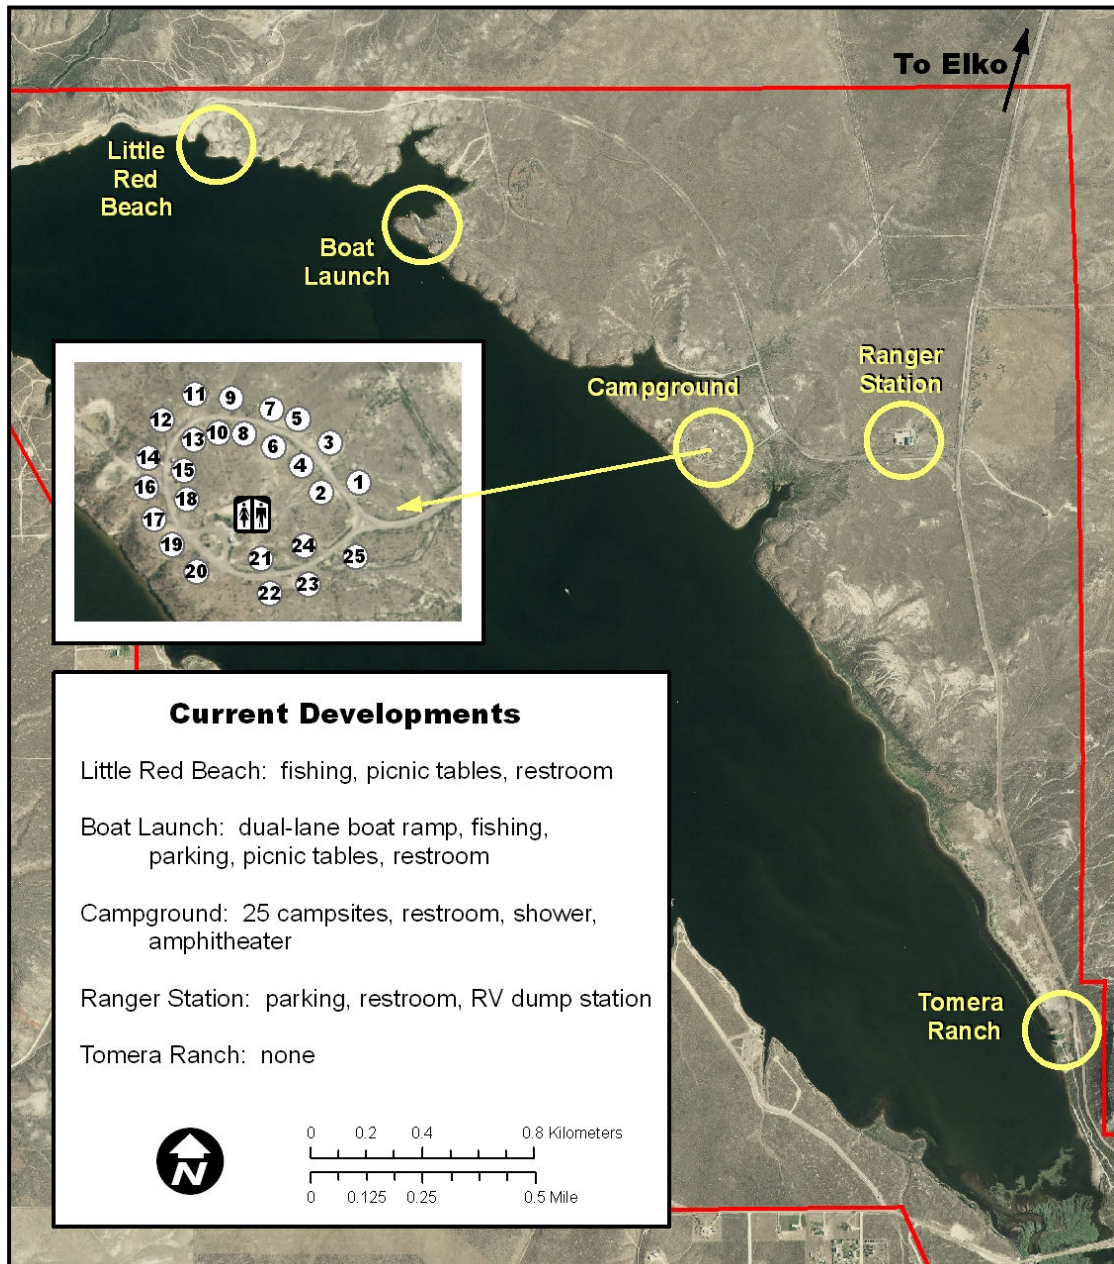 To Elko
Little
Red
Beach
Boat
Launch
Campground
Ranger
Station
11
9
7
5
12
13
10
8
6
3
14
15
4
1
16
18
2
17
19
24
20
21
25
22
23
Current Developments
Little Red Beach: fishing, picnic tables, restroom
Boat Launch: dual-lane boat ramp, fishing,
parking, picnic tables, restroom
Campground: 25 campsites, restroom, shower,
amphitheater
Ranger Station: parking, restroom, RV dump station
Tomera Ranch: none
Tomera
Ranch
N
0 0.2 0.4 0.8 Kilometers
0 0.125 0.25 0.5 Mile